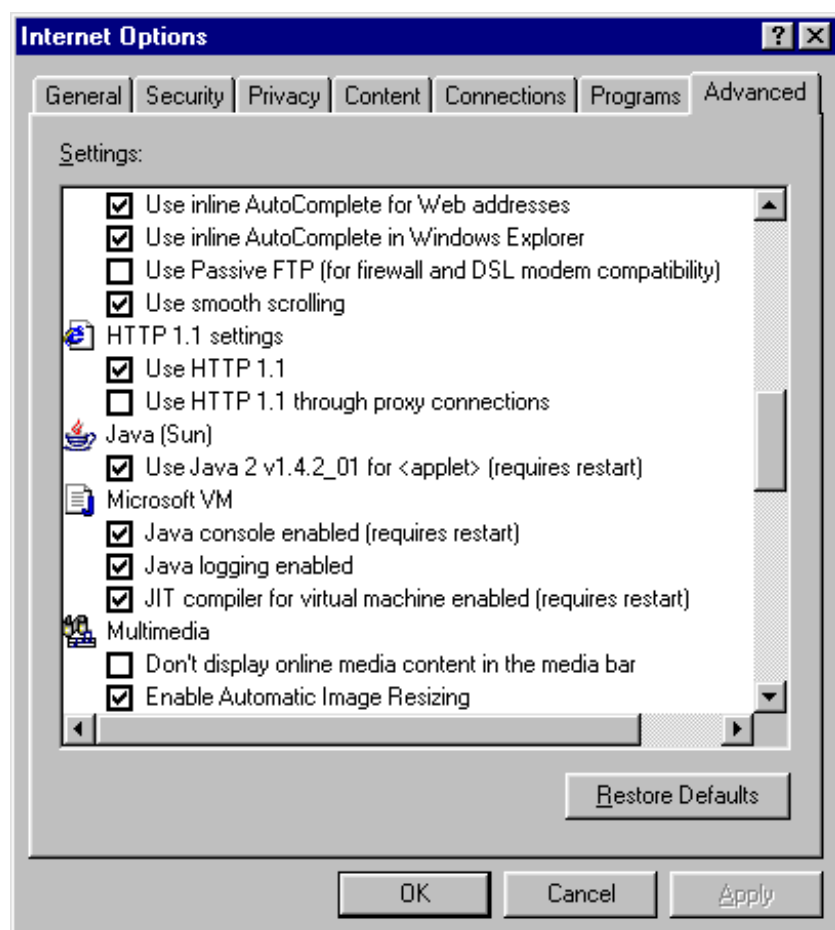 Internet Options
General Security Privacy Content Connections Programs Advanced
Settings:
Use inline AutoComplete for Web addresses
Use inline AutoComplete in Windows Explorer
Use Passive FTP (for firewall and DSL modem compatibility)
Use smooth scrolling
HTTP 1.1 settings
Use HTTP 1.1
Use HTTP 1.1 through proxy connections
Java (Sun)
Use Java 2 v1.4.2_01 for <applet> (requires restart)
Microsoft VM
Java console enabled (requires restart)
Java logging enabled
JIT compiler for virtual machine enabled (requires restart)
Multimedia
Don't display online media content in the media bar
Enable Automatic Image Resizing
Restore Defaults
OK Cancel Apply